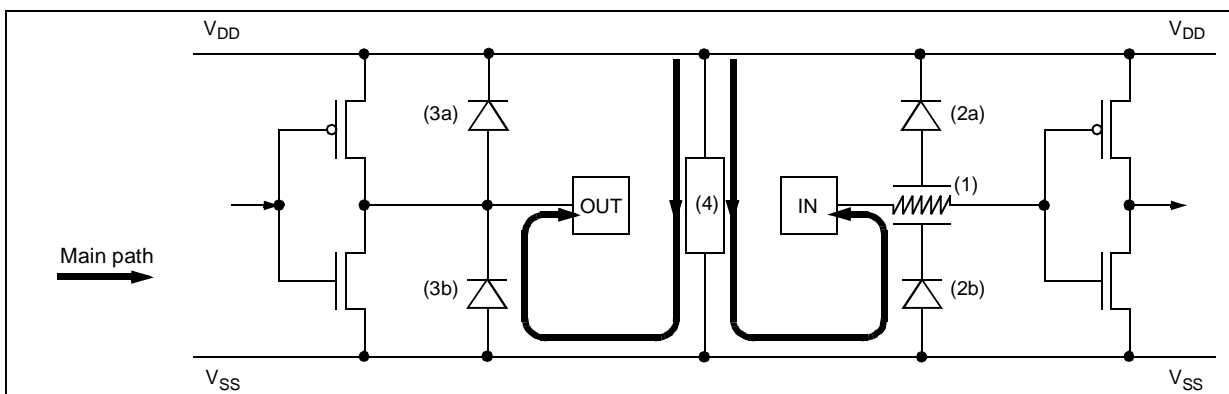 VDD VDD
(3a) (2a)
(1)
OUT (4) IN
Main path
(3b) (2b)
VSS VSS